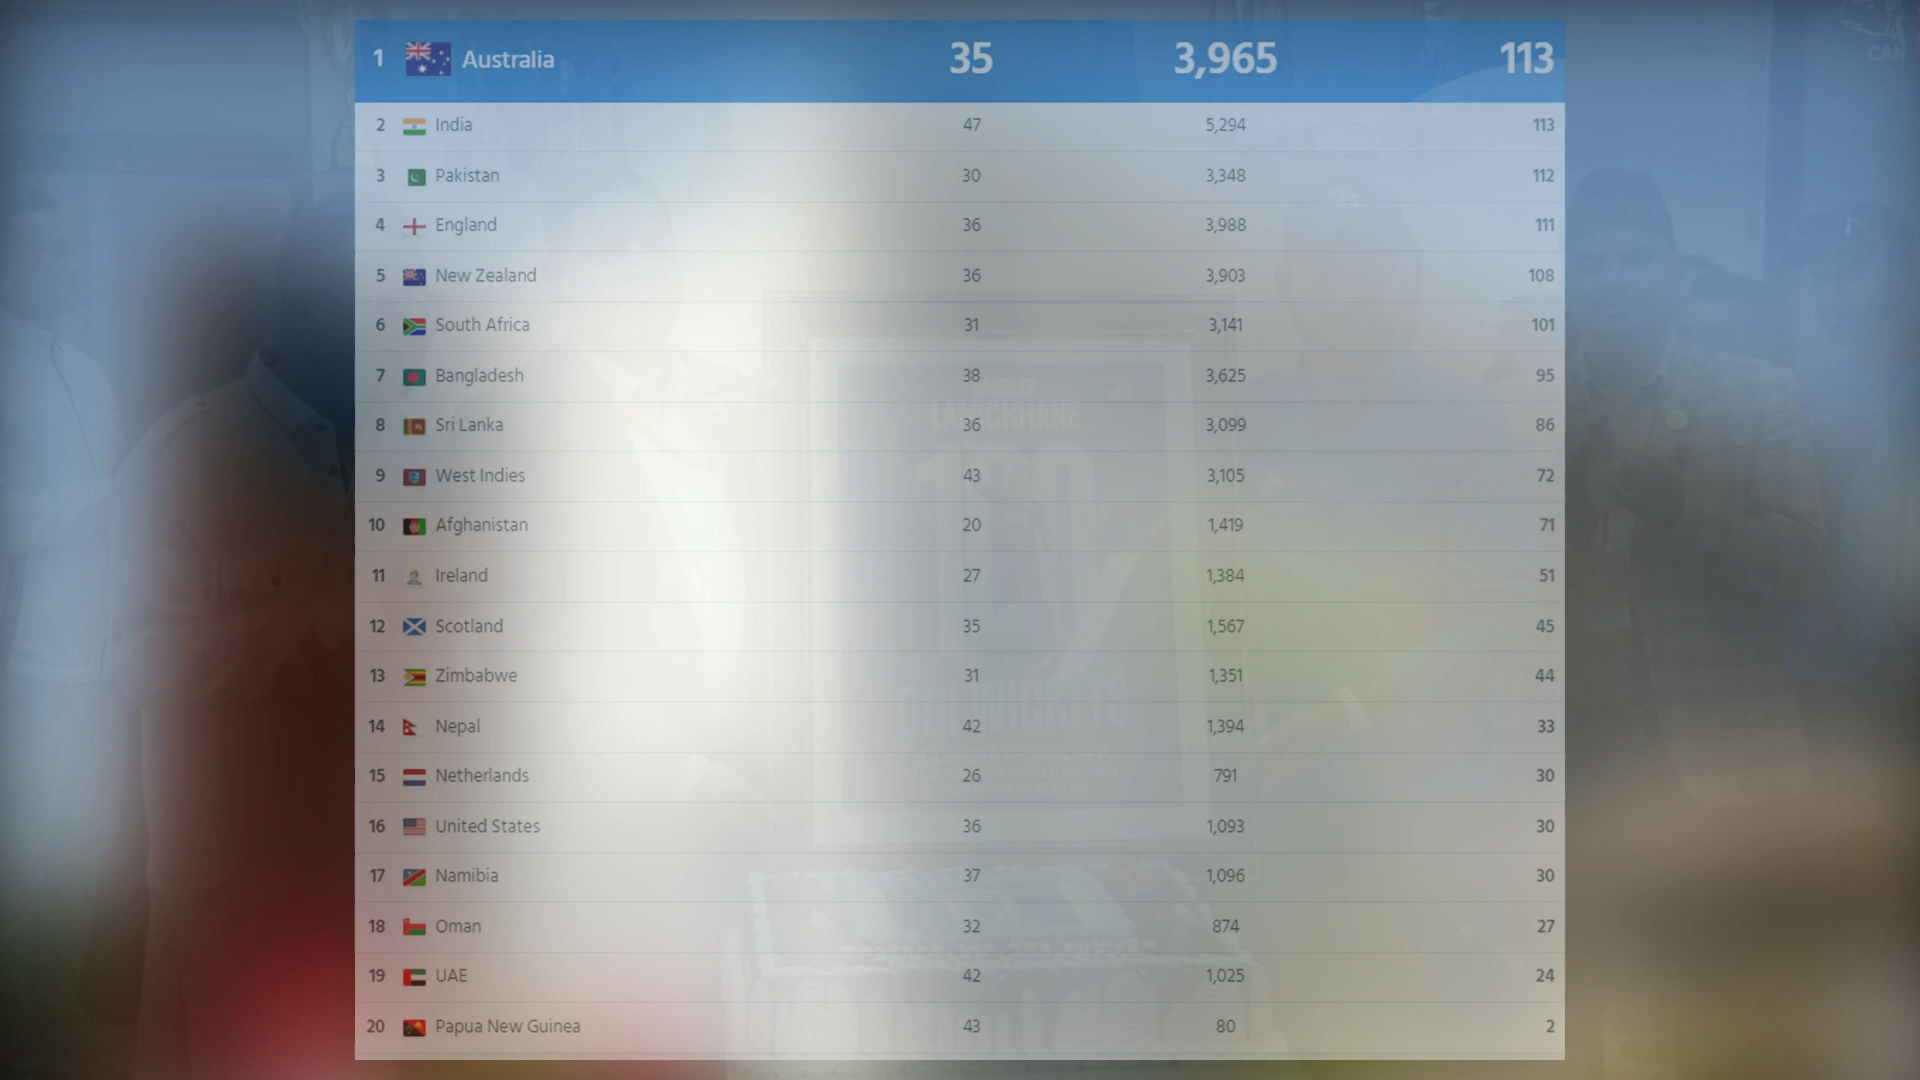 CAN
1 Australia 35 3,965 113
2 India 47 5,294 113
3 Pakistan 30 3,348 112
4 England 36 3,988 111
5 New Zealand 36 3,903 108
6 South Africa 31 3,141 101
7 Bangladesh 38 3,625 95
8 Sri Lanka 36 3,099 86
9 West Indies 43 3,105 72
10 Afghanistan 20 1,419 71
11 Ireland 27 1,384 51
12 Scotland 35 1,567 45
13 Zimbabwe 31 1,351 44
14 Nepal 42 1,394 33
15 Netherlands 26 791 30
16 United States 36 1,093 30
17 Namibia 37 1,096 30
18 Oman 32 874 27
19 UAE 42 1,025 24
20 Papua New Guinea 43 80 2
LAMICHHANE
100
ODI WICKETS